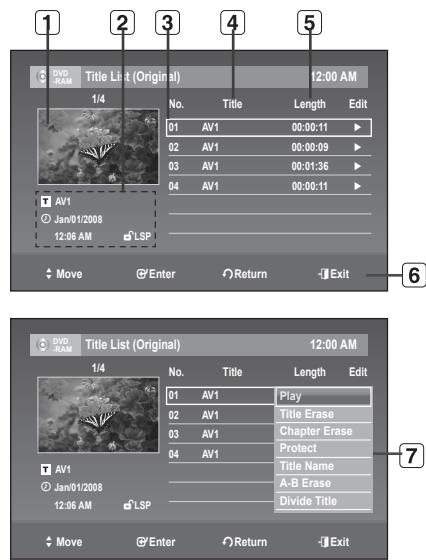 1 2 3 4 5
DVD -RAM Title List (Original) 12:00 AM
1/4 No. Title Length Edit
01 AV1 00:00:11 ►
02 AV1 00:00:09 ►
03 AV1 00:01:36 ►
04 AV1 00:00:11 ►
T AV1
Jan/01/2008
12:06 AM LSP
Move Enter Return Exit 6
DVD -RAM Title List (Original) 12:00 AM
1/4 No. Title Length Edit
01 AV1 Play
02 AV1 Title Erase
03 AV1 Chapter Erase
04 AV1 Protect
Title Name 7
A-B Erase
Divide Title
T AV1
Jan/01/2008
12:06 AM LSP
Move Enter Return Exit